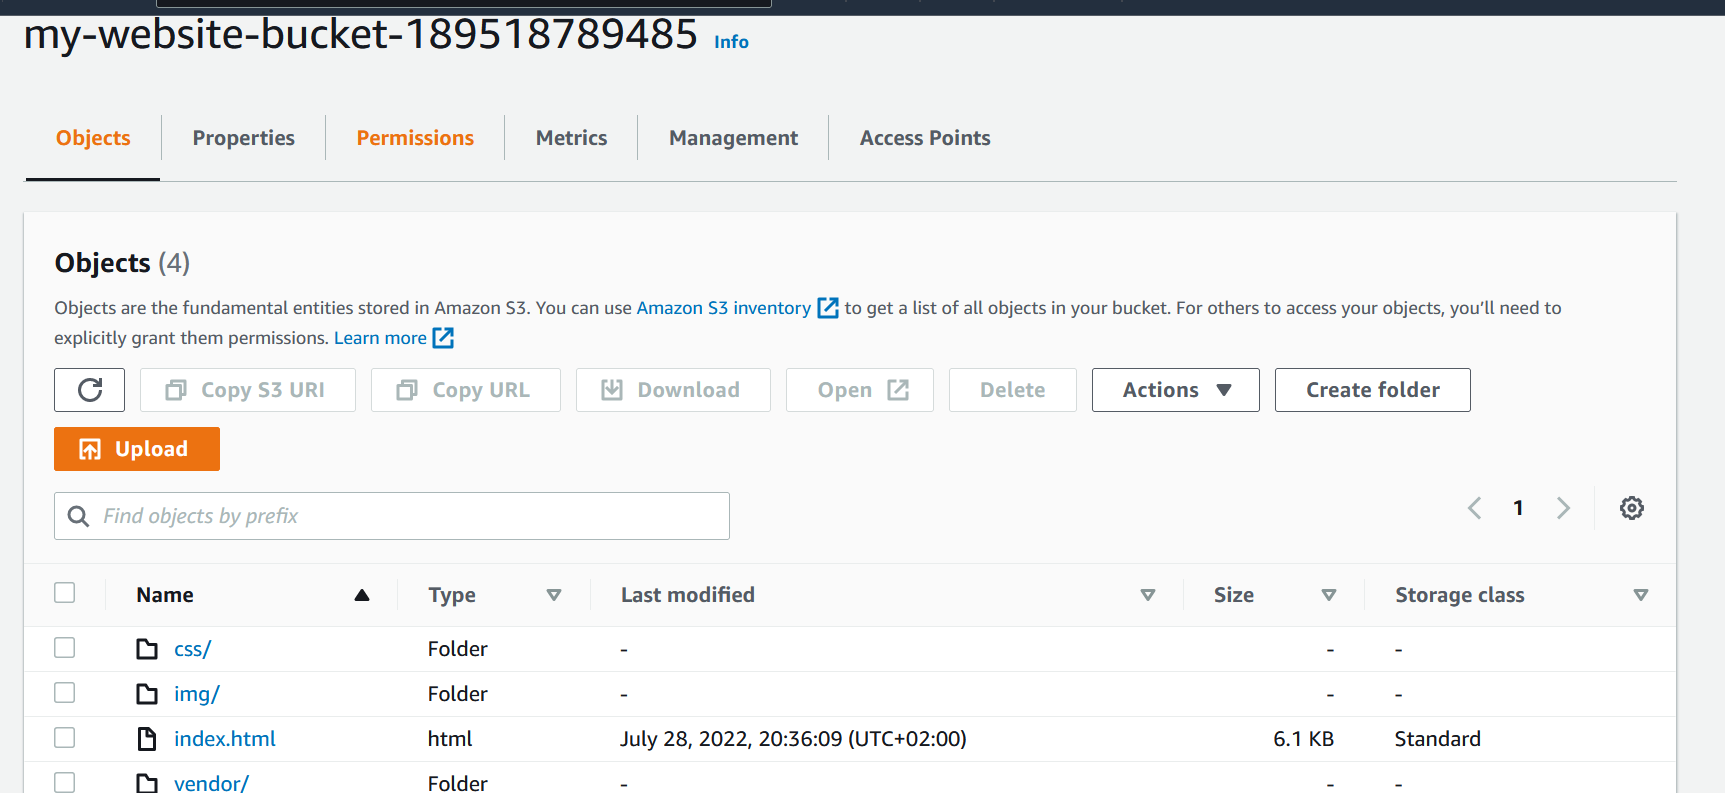 my-website-bucket-189518789485 Info
Objects Properties Permissions Metrics Management Access Points
Objects (4)
Objects are the fundamental entities stored in Amazon S3. You can use Amazon S3 inventory to get a list of all objects in your bucket. For others to access your objects, you’ll need to
explicitly grant them permissions. Learn more
Copy S3 URI Copy URL Download Open Delete Actions Create folder
Upload
Find objects by prefix 1
Name Type Last modified Size Storage class
css/ Folder - - -
img/ Folder - - -
index.html html July 28, 2022, 20:36:09 (UTC+02:00) 6.1 KB Standard
vendor/ Folder - - -